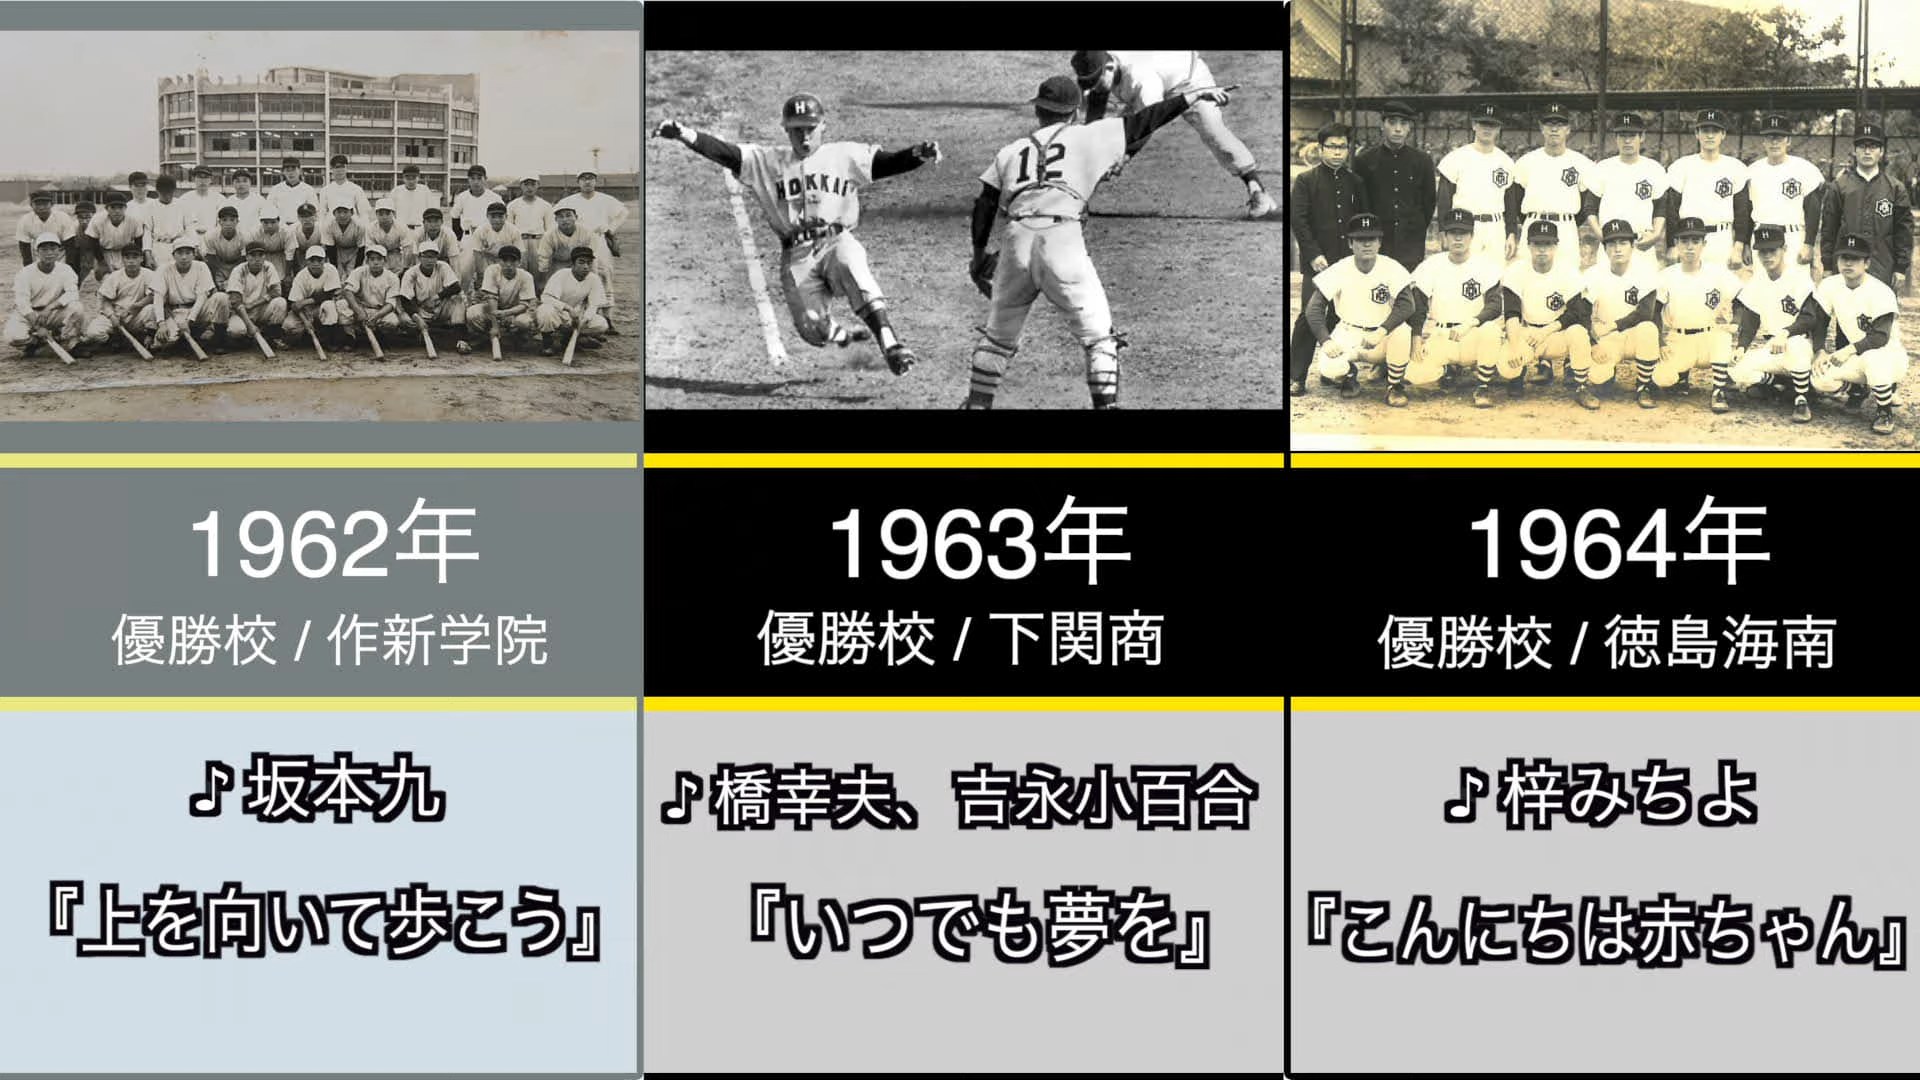 HOKKAI
H
12
1962年
優勝校 / 作新学院
♪坂本九
『上を向いて歩こう』
1963年
優勝校 / 下関商
♪橋幸夫、吉永小百合
『いつでも夢を』
1964年
優勝校 / 徳島海南
♪梓みちよ
『こんにちは赤ちゃん』